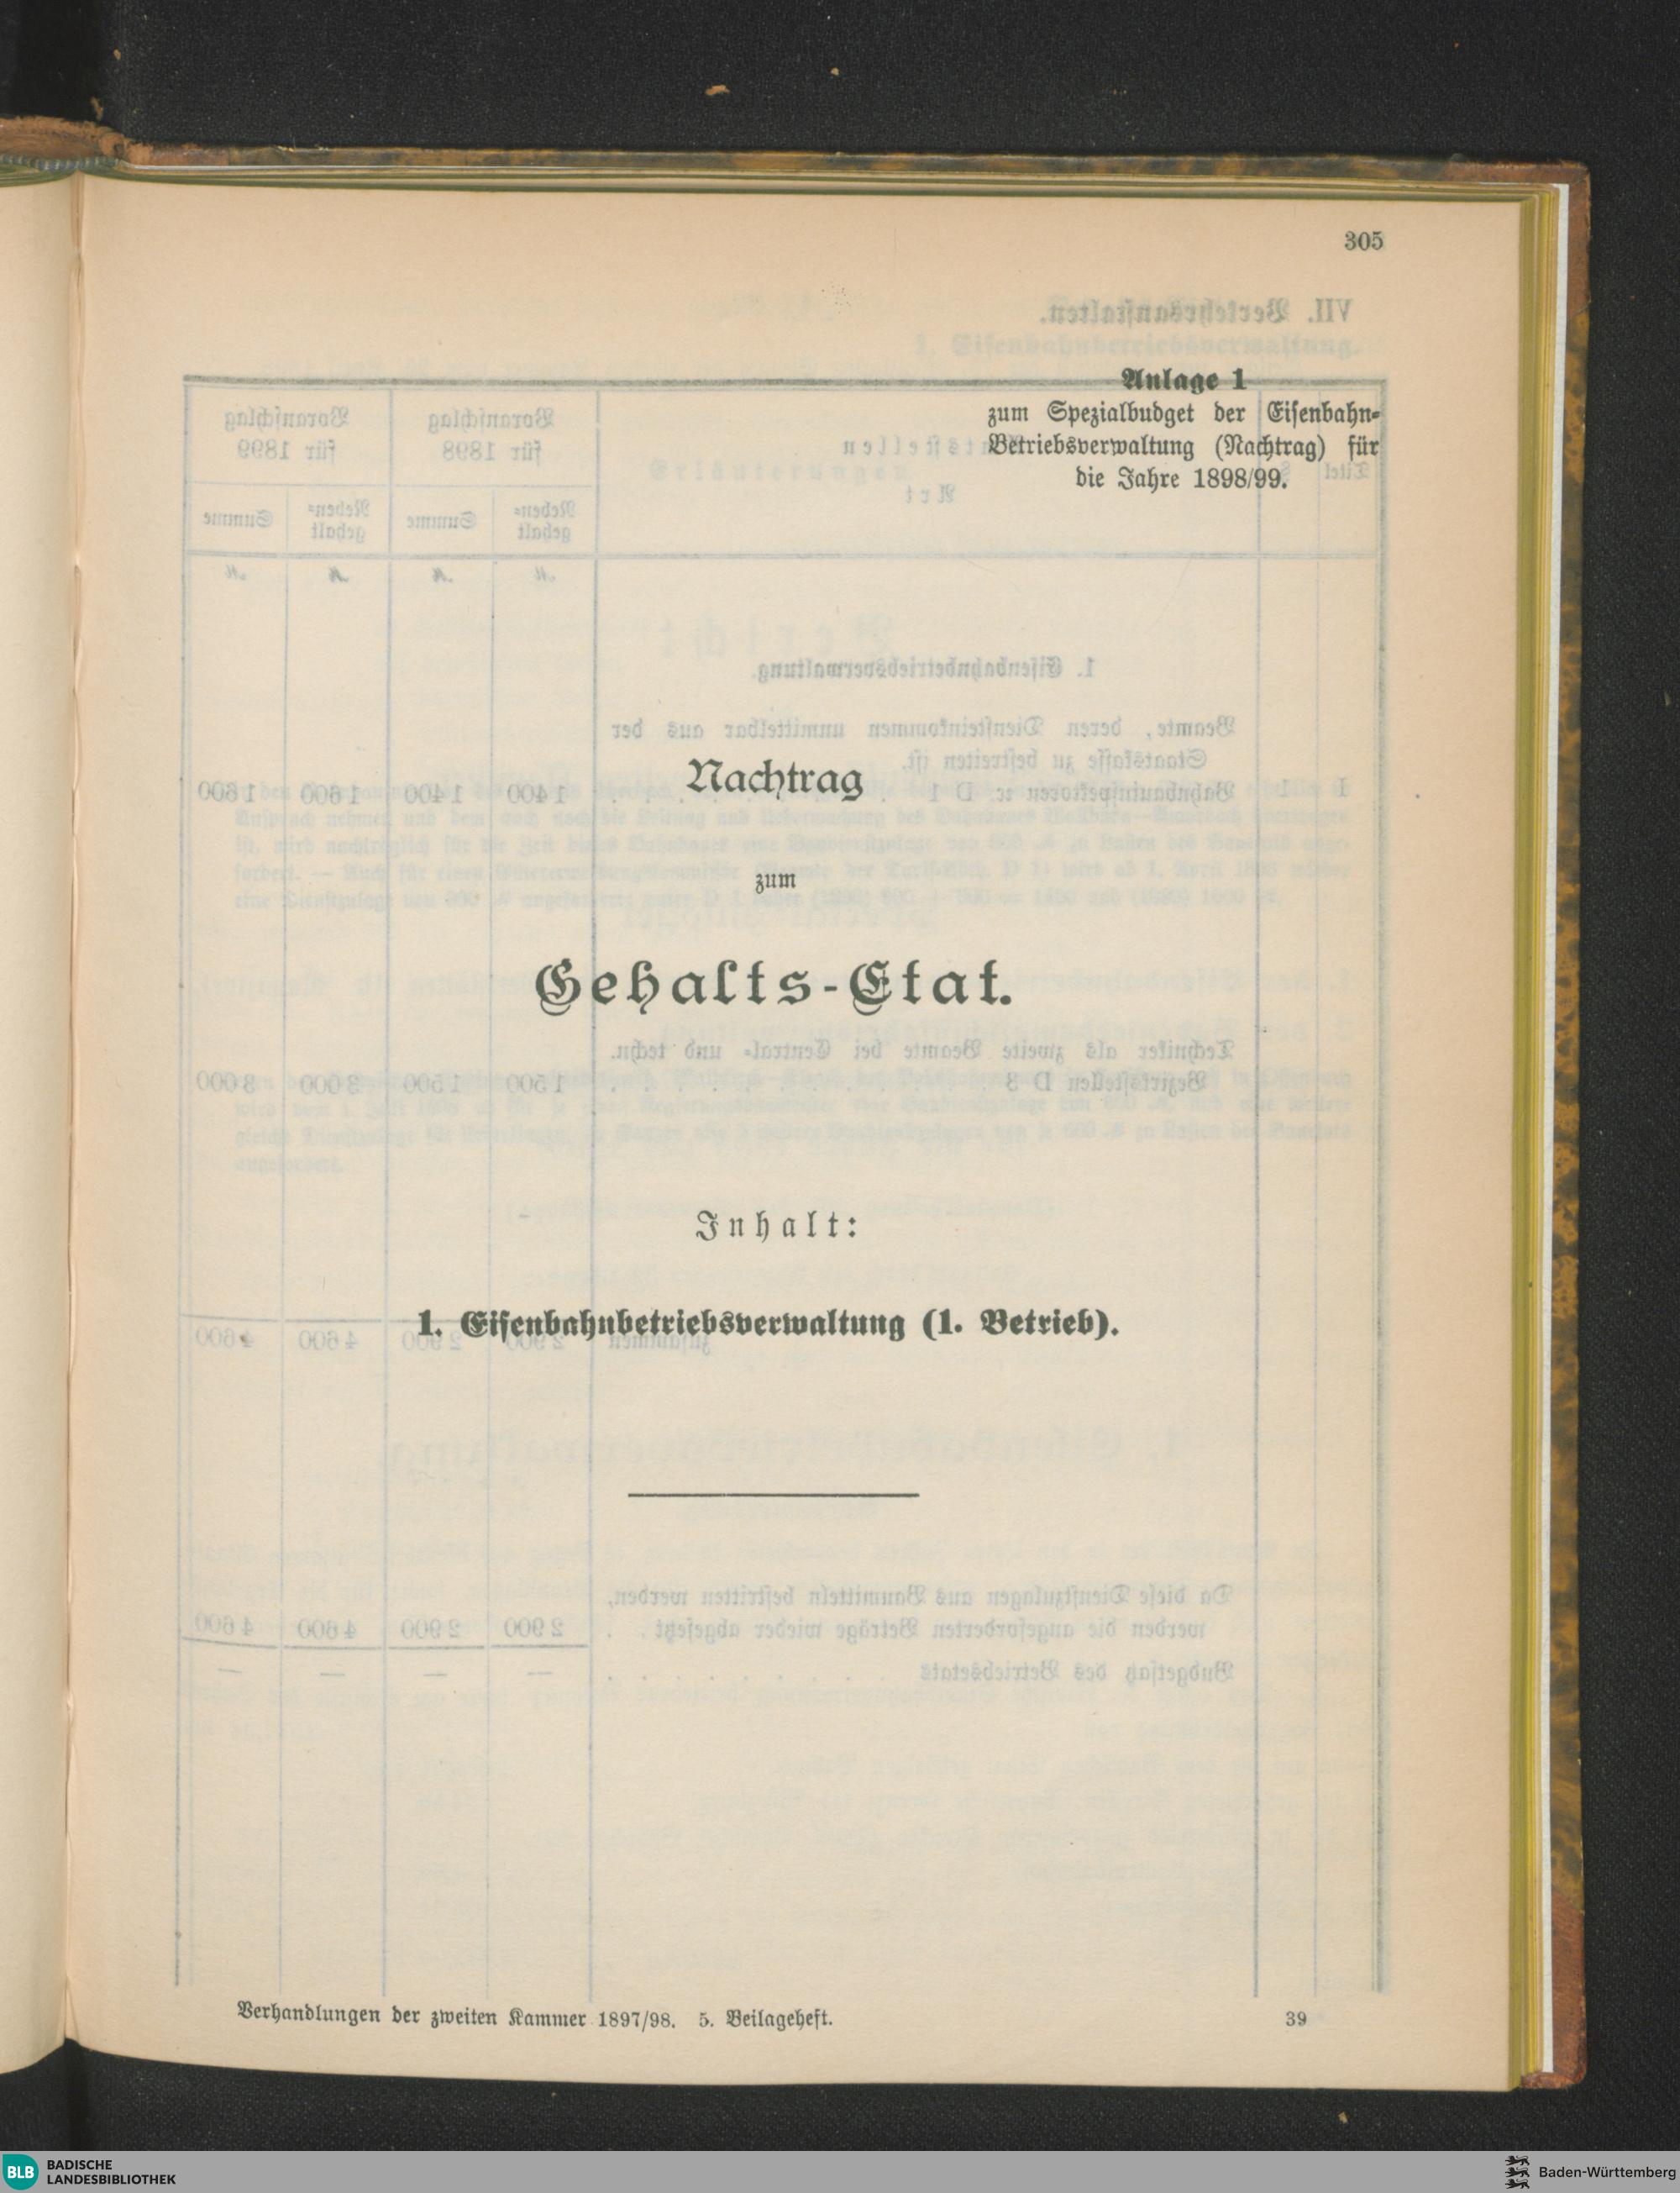 305
Anlage 1
zum Spezialbudget der Eisenbahn-
Betriebsverwaltung (Nachtrag) für
die Jahre 1898/99.
Nachtrag
zum
Gehalts-Etat.
Inhalt:
1. Eisenbahnbetriebsverwaltung (1. Betrieb).
Verhandlungen der zweiten Kammer 1897/98. 5. Beilageheft.
39
BLB BADISCHE
LANDESBIBLIOTHEK
Baden-Württemberg